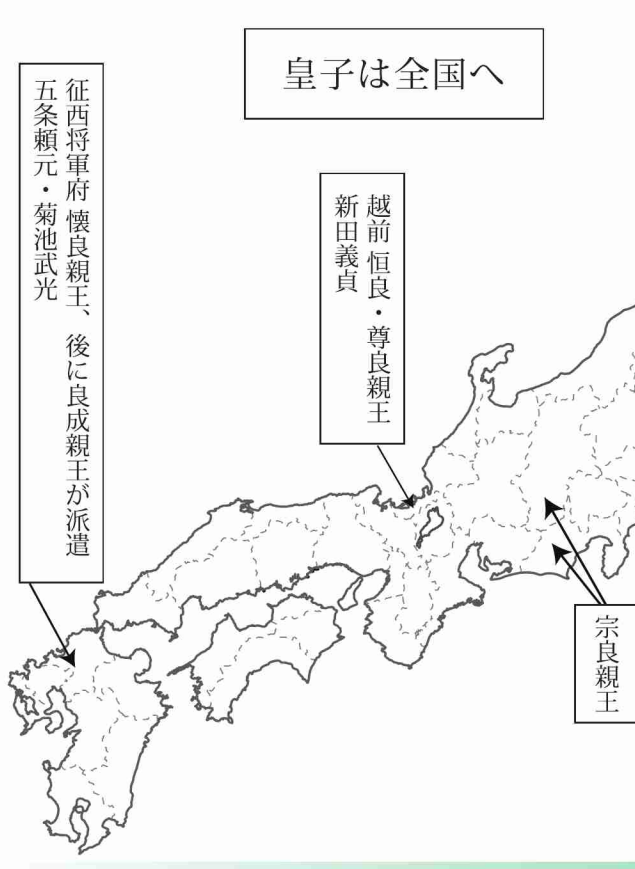 皇子は全国へ
征西将軍府 懐良親王、後に良成親王が派遣
五条頼元・菊池武光
越前 恒良・尊良親王
新田義貞
宗良親王